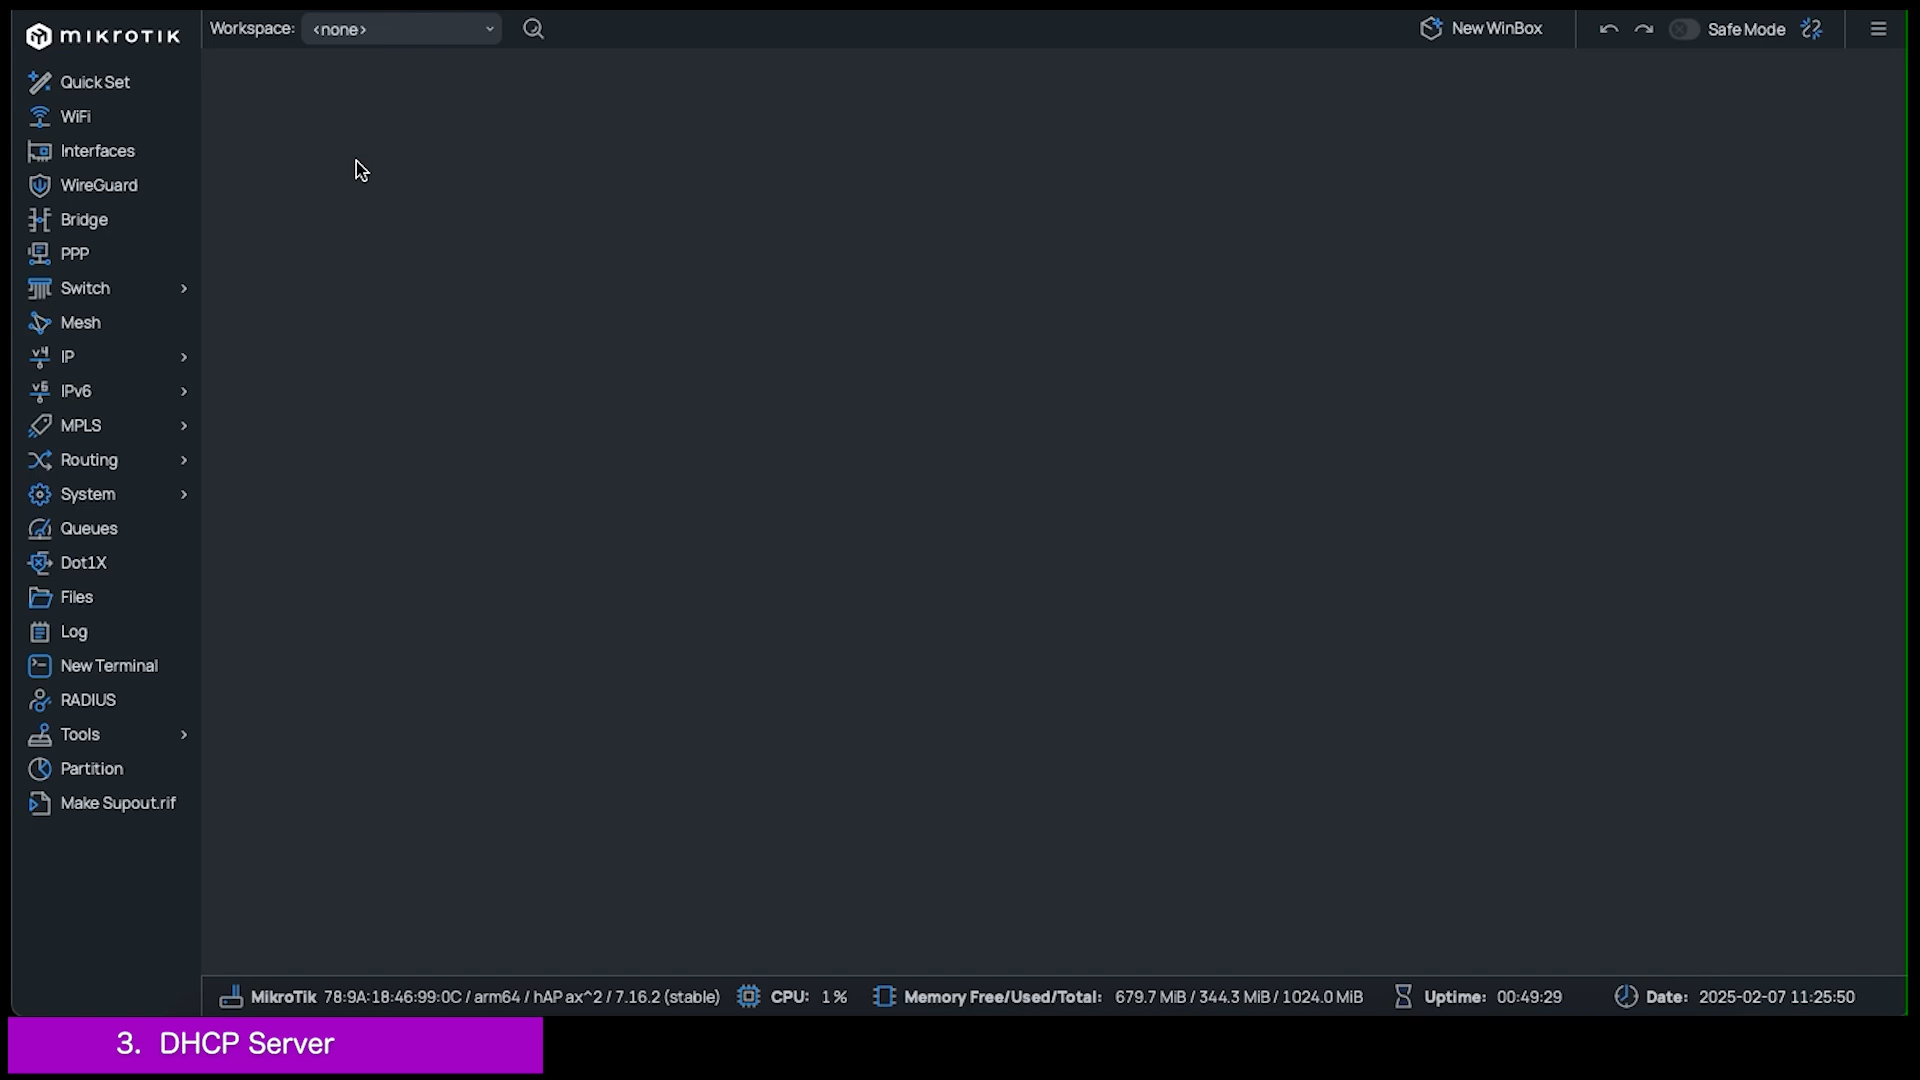 MIKROTIK
Workspace: <none>
New WinBox
Safe Mode
Quick Set
WiFi
Interfaces
WireGuard
Bridge
PPP
Switch
Mesh
v4 IP
v6 IPv6
MPLS
Routing
System
Queues
Dot1X
Files
Log
New Terminal
RADIUS
Tools
Partition
Make Supout.rif
MikroTik 78:9A:18:46:99:0C / arm64 / hAP ax^2 / 7.16.2 (stable) CPU: 1% Memory Free/Used/Total: 679.7 MiB / 344.3 MiB / 1024.0 MiB Uptime: 00:49:29 Date: 2025-02-07 11:25:50
3. DHCP Server